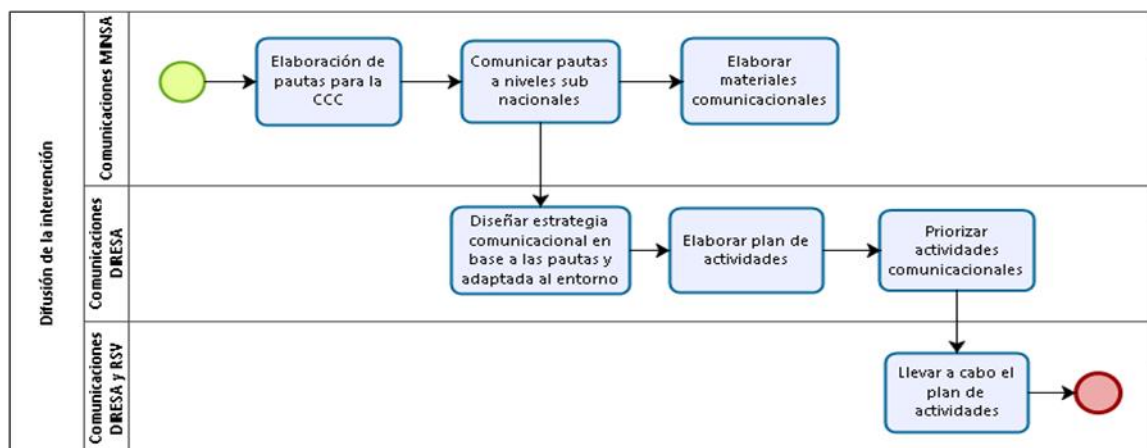 Difusión de la intervención
Comunicaciones MINSA
Elaboración de
pautas para la
CCC
Comunicar pautas
a niveles sub
nacionales
Elaborar
materiales
comunicacionales
Comunicaciones
DIRESA
Diseñar estrategia
comunicacional en
base a las pautas y
adaptada al entorno
Elaborar plan de
actividades
Priorizar
actividades
comunicacionales
Comunicaciones
DIRESA y RSV
Llevar a cabo el
plan de
actividades